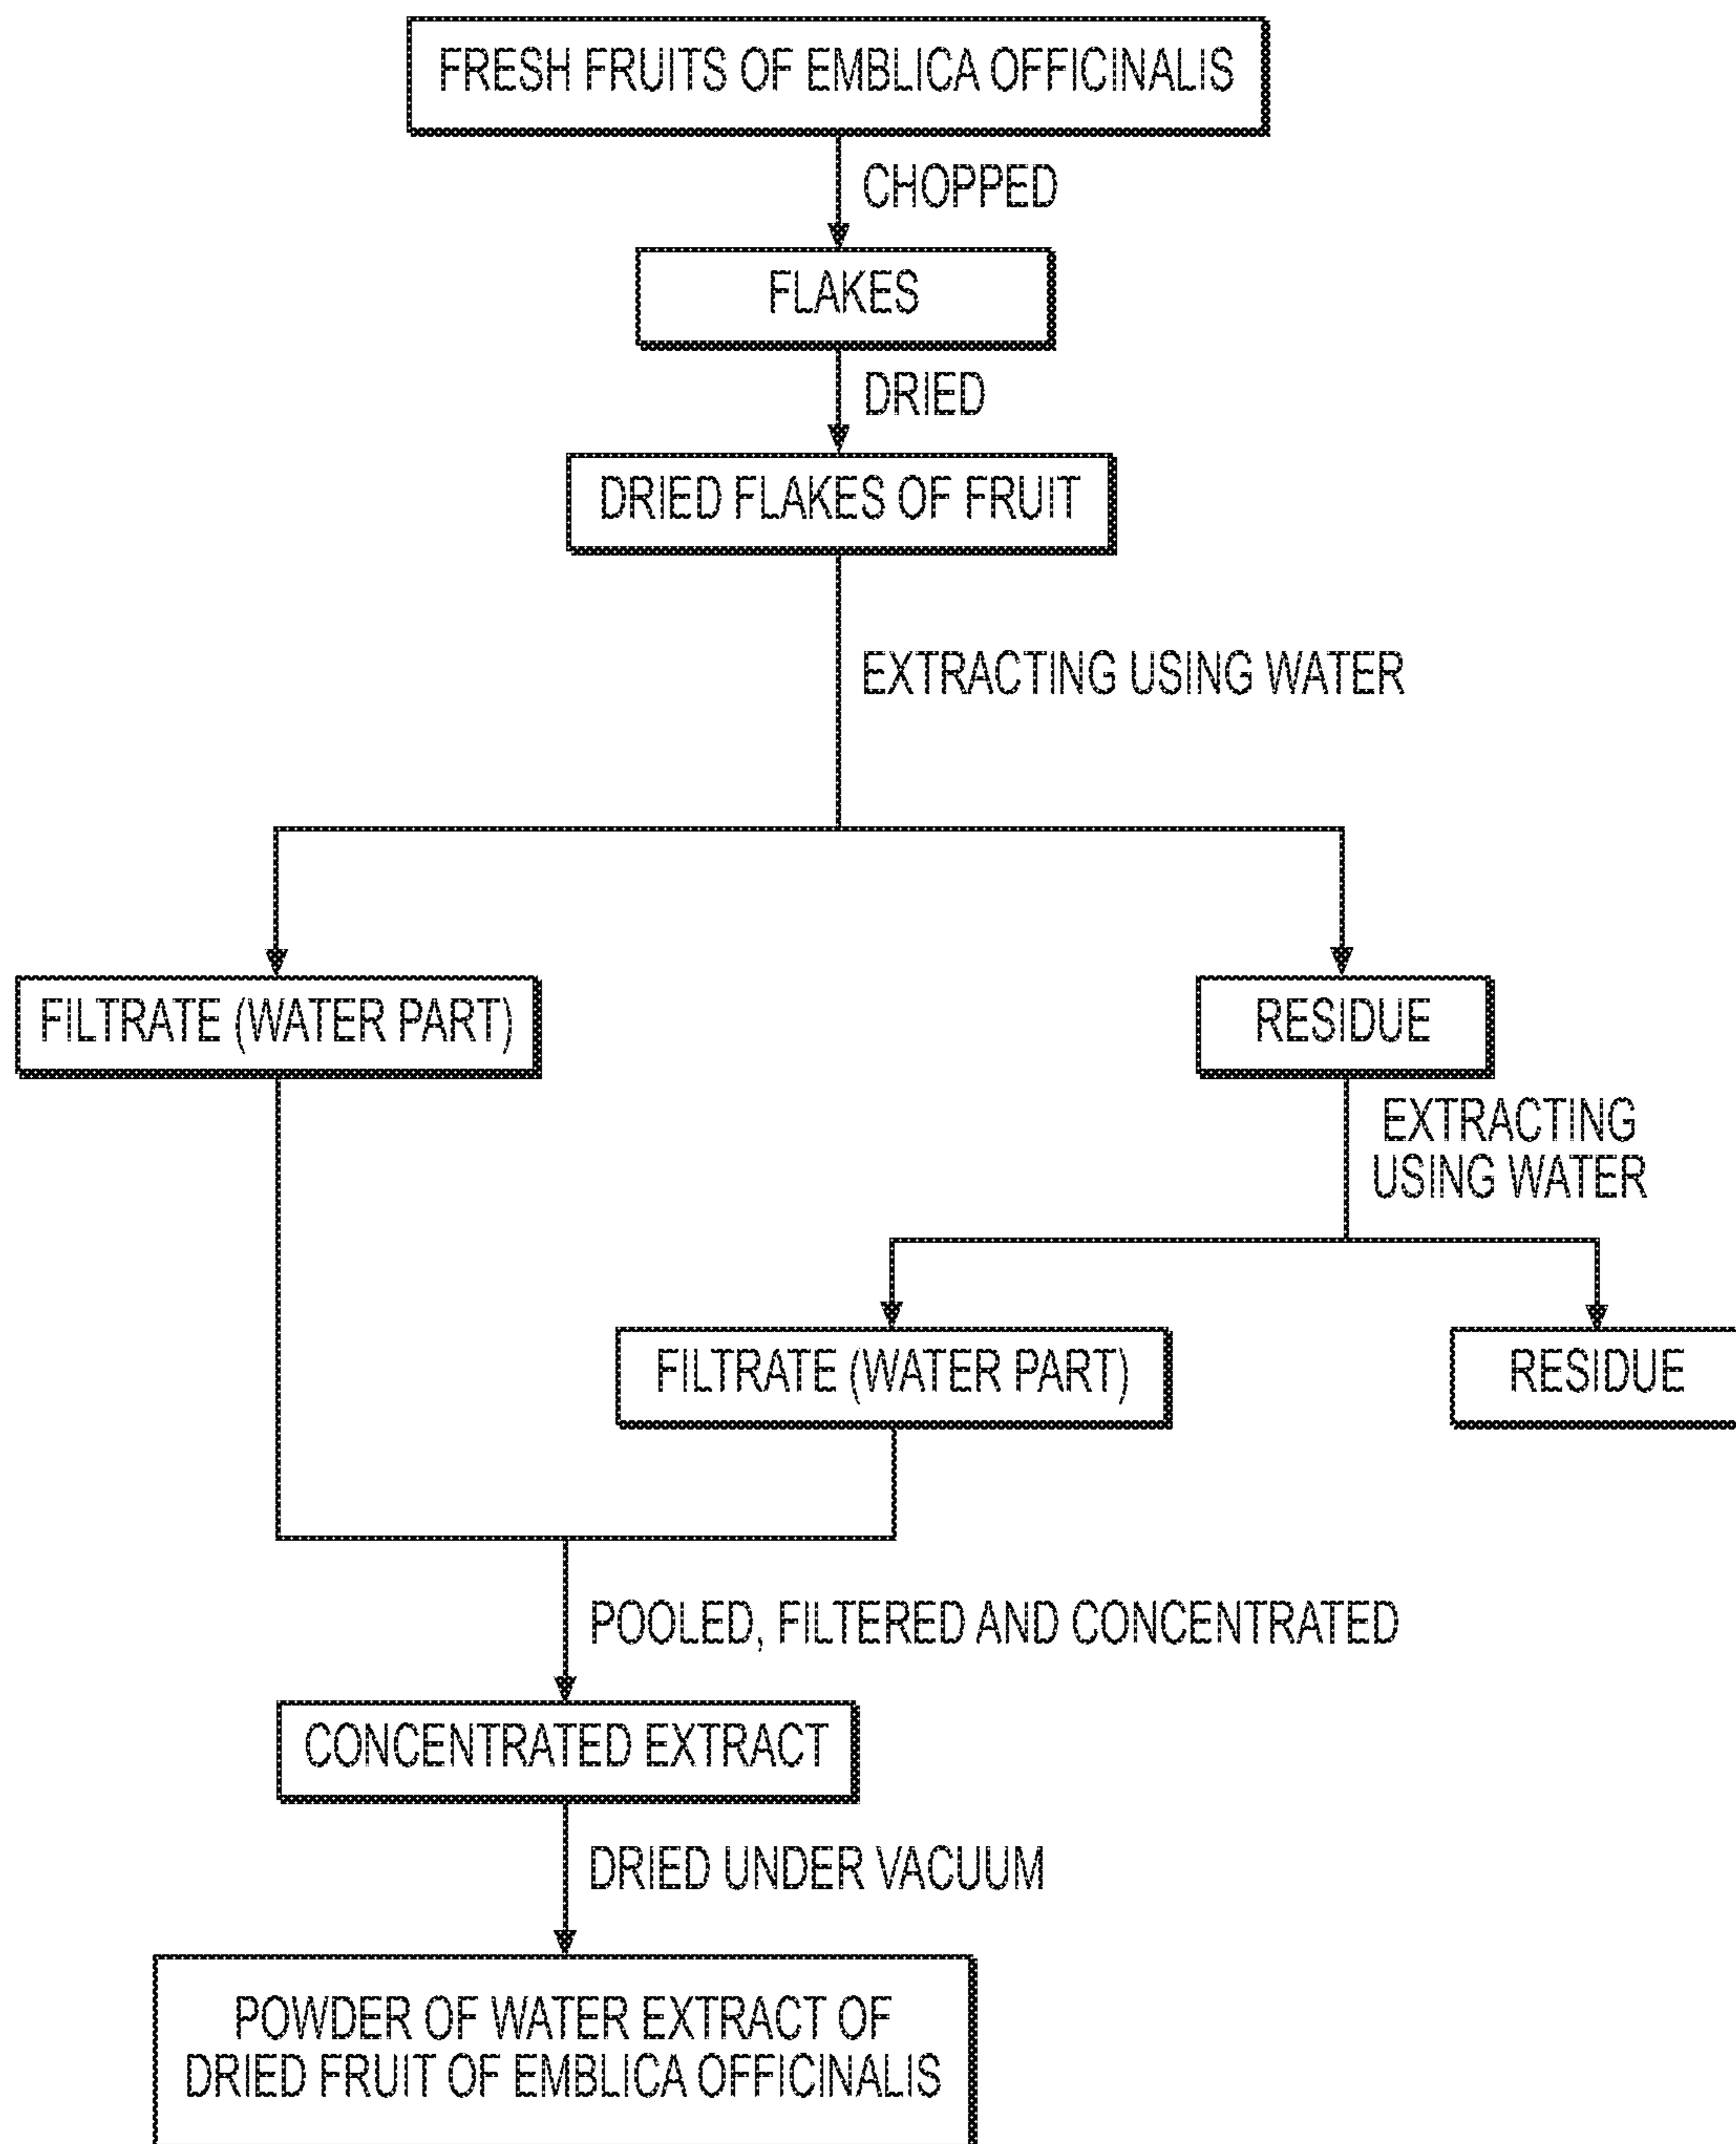 FRESH FRUITS OF EMBLICA OFFICINALIS
CHOPPED
FLAKES
DRIED
DRIED FLAKES OF FRUIT
EXTRACTING USING WATER
FILTRATE (WATER PART)
RESIDUE
EXTRACTING
USING WATER
FILTRATE (WATER PART)
RESIDUE
POOLED, FILTERED AND CONCENTRATED
CONCENTRATED EXTRACT
DRIED UNDER VACUUM
POWDER OF WATER EXTRACT OF
DRIED FRUIT OF EMBLICA OFFICINALIS